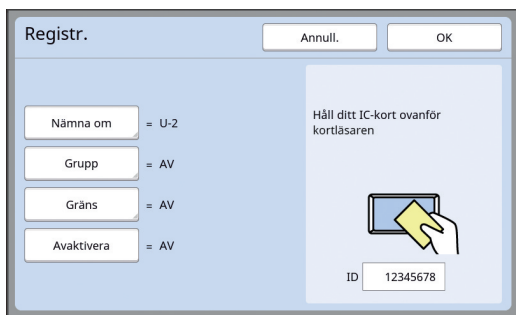 Registr.
Annull.
OK
Nämna om = U-2
Grupp = AV
Gräns = AV
Avaktivera = AV
Håll ditt IC-kort ovanför
kortläsaren
ID 12345678